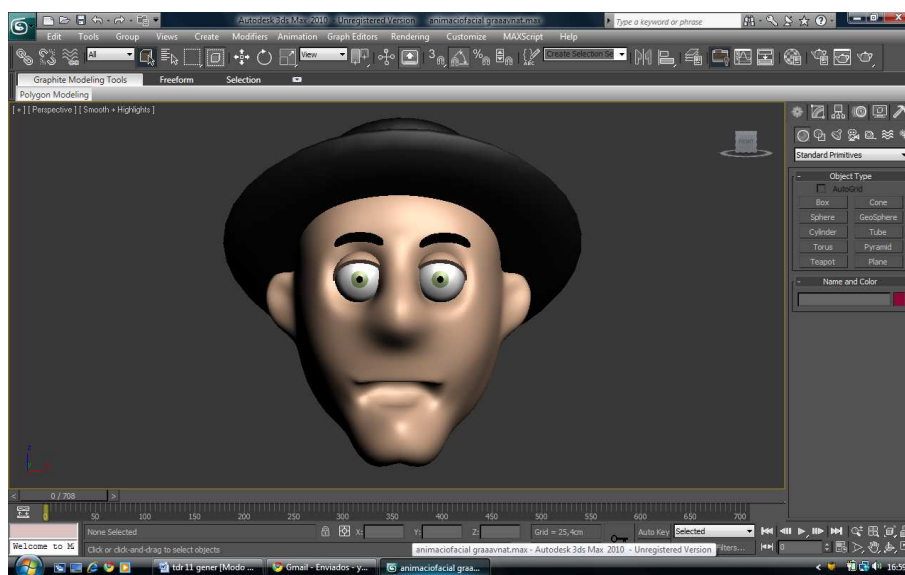 Autodesk 3ds Max 2010 - Unregistered Version animaciofacial graaavnat.max
Type a keyword or phrase
Edit Tools Group Views Create Modifiers Animation Graph Editors Rendering Customize MAXScript Help
All
View
3
Create Selection Se
Graphite Modeling Tools Freeform Selection
Polygon Modeling
[ + ] [ Perspective ] [ Smooth + Highlights ]
FRONT
Standard Primitives
- Object Type
AutoGrid
Box Cone
Sphere GeoSphere
Cylinder Tube
Torus Pyramid
Teapot Plane
- Name and Color
z
< 0 / 708 >
0 50 100 150 200 250 300 350 400 450 500 550 600 650 700
None Selected X: Y: Z: Grid = 25,4cm Auto Key Selected
Welcome to M Click or click-and-drag to select objects
animaciofacial graaavnat.max - Autodesk 3ds Max 2010 - Unregistered Version
0
tdr 11 gener [Modo ... Gmail - Enviados - y... animaciofacial graa... 16:59